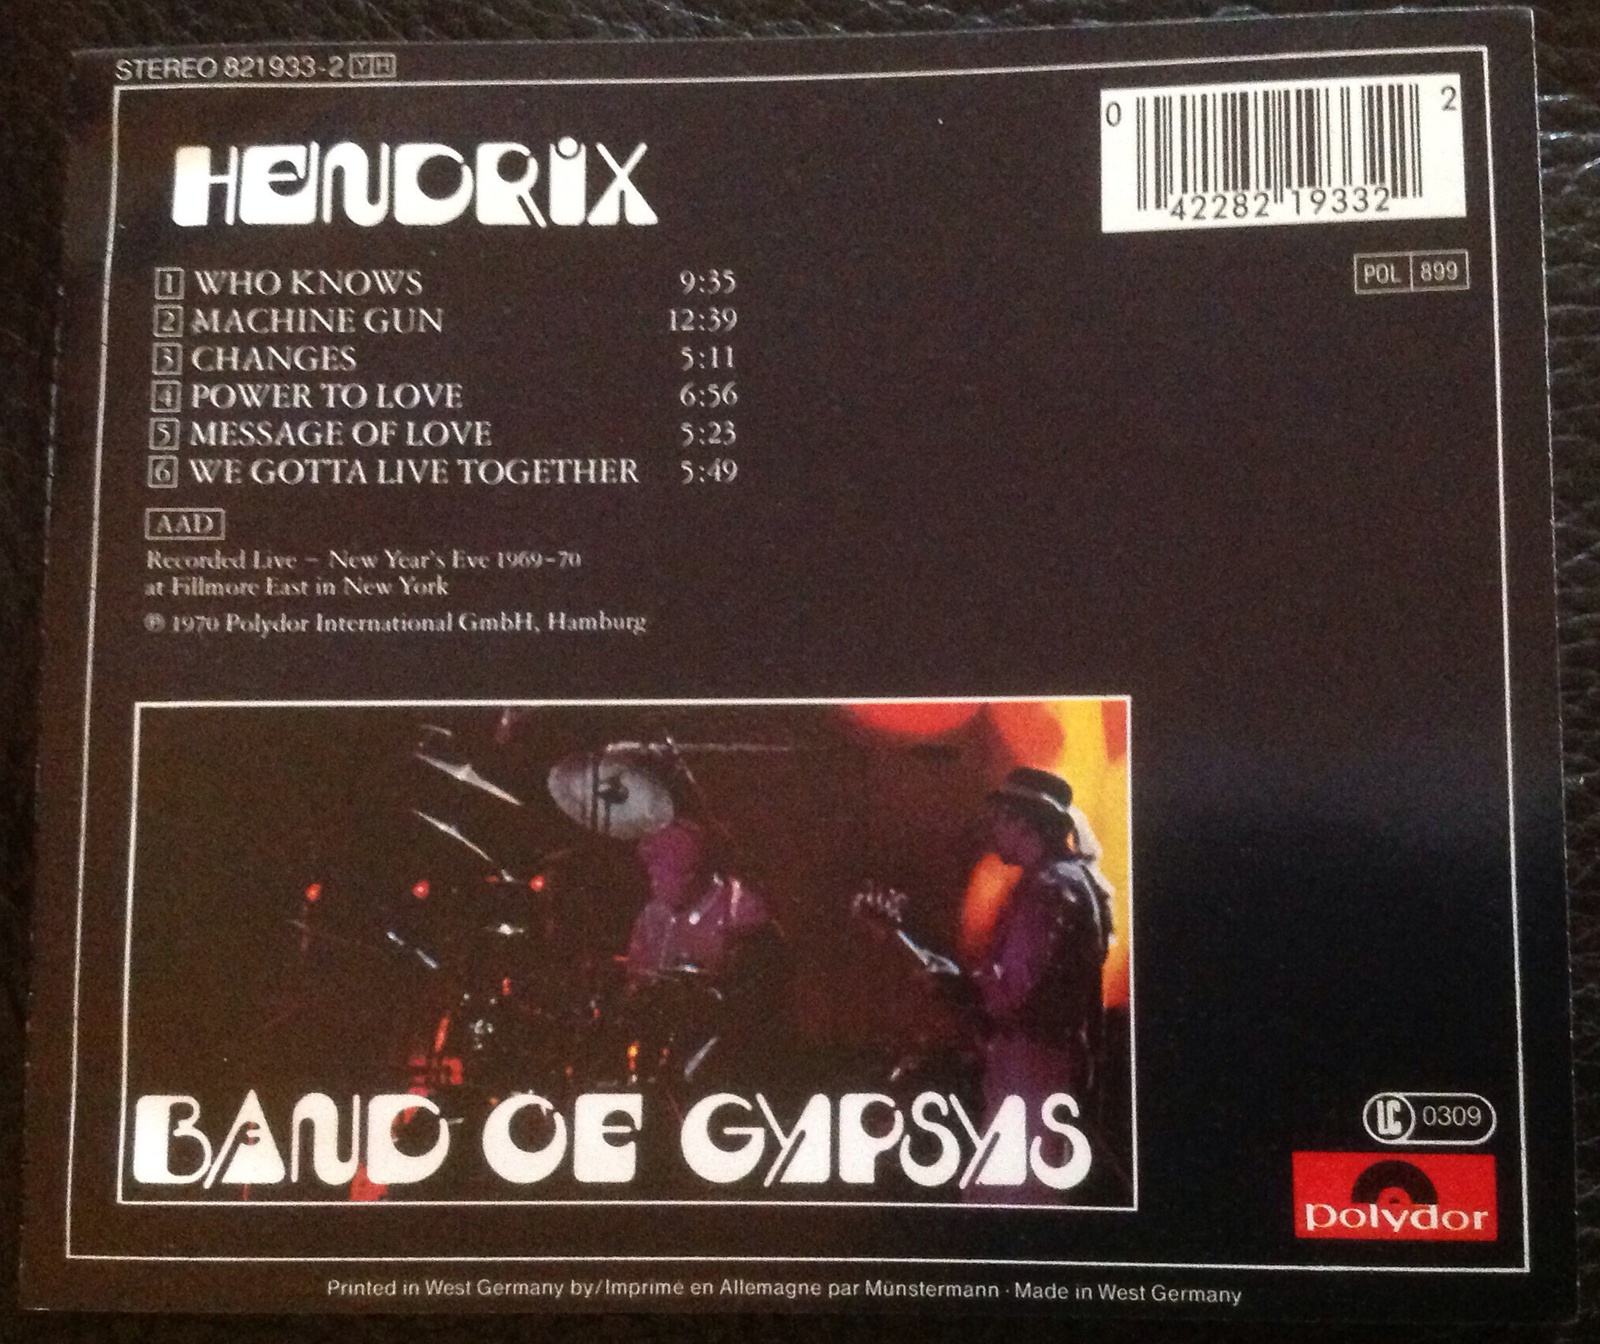 STEREO 821933-2 Y H
0 42282 19332 2
HENDRIX
POL 899
1 WHO KNOWS 9:35
2 MACHINE GUN 12:39
3 CHANGES 5:11
4 POWER TO LOVE 6:56
5 MESSAGE OF LOVE 5:23
6 WE GOTTA LIVE TOGETHER 5:49
AAD
Recorded Live – New Year's Eve 1969–70
at Fillmore East in New York
℗ 1970 Polydor International GmbH, Hamburg
BAND OF GYPSYS
LC 0309
polydor
Printed in West Germany by/Imprimé en Allemagne par Münstermann · Made in West Germany